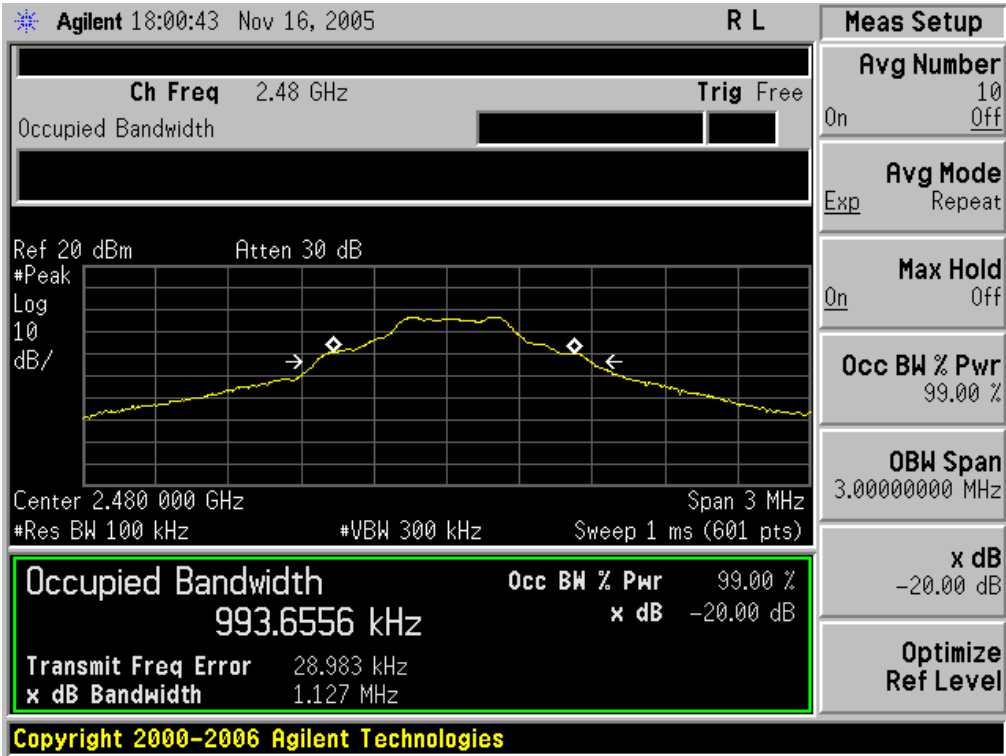 Agilent 18:00:43 Nov 16, 2005 R L
Ch Freq 2.48 GHz Trig Free
Occupied Bandwidth
Ref 20 dBm Atten 30 dB
#Peak
Log
10
dB/
Center 2.480 000 GHz Span 3 MHz
#Res BW 100 kHz #VBW 300 kHz Sweep 1 ms (601 pts)
Occupied Bandwidth Occ BW % Pwr 99.00 %
993.6556 kHz x dB -20.00 dB
Transmit Freq Error 28.983 kHz
x dB Bandwidth 1.127 MHz
Copyright 2000-2006 Agilent Technologies
Meas Setup
Avg Number
10
On Off
Avg Mode
Exp Repeat
Max Hold
On Off
Occ BW % Pwr
99.00 %
OBW Span
3.00000000 MHz
x dB
-20.00 dB
Optimize
Ref Level